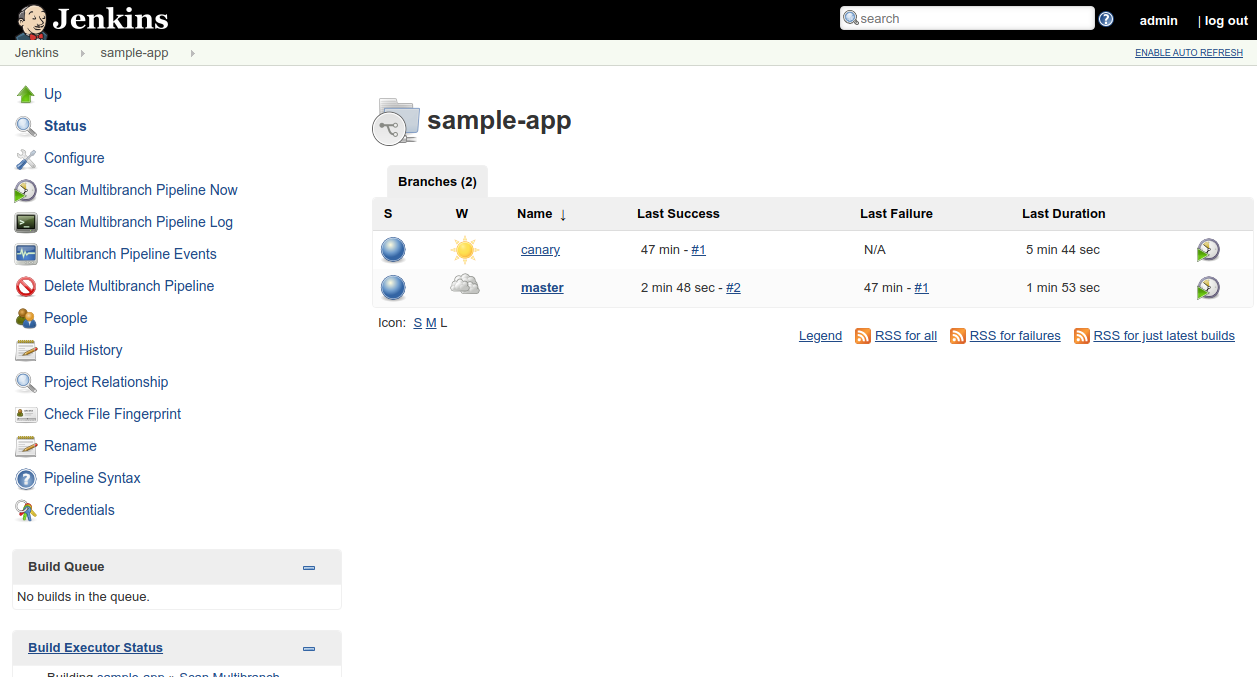 Jenkins
search
admin | log out
Jenkins sample-app
ENABLE AUTO REFRESH
Up
Status
Configure
Scan Multibranch Pipeline Now
Scan Multibranch Pipeline Log
Multibranch Pipeline Events
Delete Multibranch Pipeline
People
Build History
Project Relationship
Check File Fingerprint
Rename
Pipeline Syntax
Credentials
Build Queue
No builds in the queue.
Build Executor Status
Building sample-app » Scan Multibranch
sample-app
Branches (2)
S W Name ↓ Last Success Last Failure Last Duration
canary 47 min - #1 N/A 5 min 44 sec
master 2 min 48 sec - #2 47 min - #1 1 min 53 sec
Icon: S M L
Legend RSS for all RSS for failures RSS for just latest builds